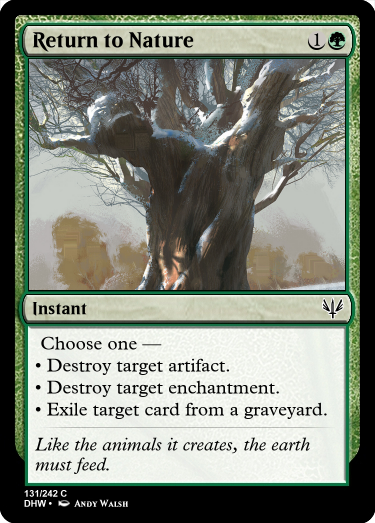 Return to Nature 1
Instant
Choose one —
• Destroy target artifact.
• Destroy target enchantment.
• Exile target card from a graveyard.
Like the animals it creates, the earth
must feed.
131/242 C
DHW • Andy Walsh